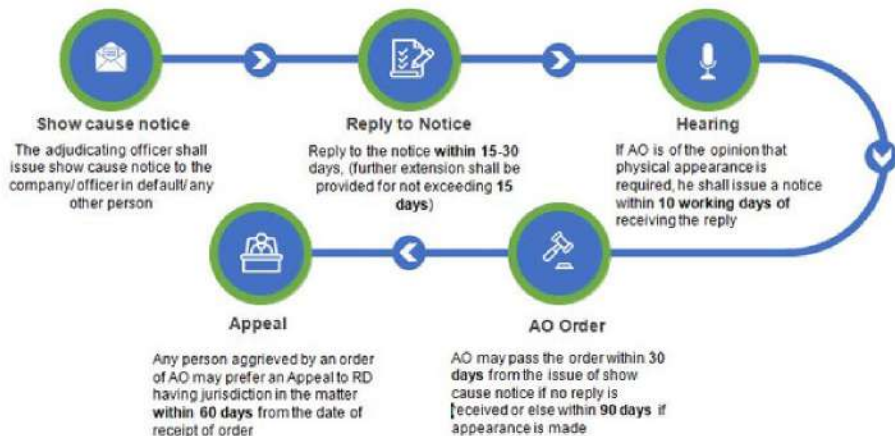 Show cause notice
The adjudicating officer shall
issue show cause notice to the
company/ officer in default/ any
other person
Reply to Notice
Reply to the notice within 15-30
days, (further extension shall be
provided for not exceeding 15
days)
Hearing
If AO is of the opinion that
physical appearance is
required, he shall issue a notice
within 10 working days of
receiving the reply
AO Order
AO may pass the order within 30
days from the issue of show
cause notice if no reply is
received or else within 90 days if
appearance is made
Appeal
Any person aggrieved by an order
of AO may prefer an Appeal to RD
having jurisdiction in the matter
within 60 days from the date of
receipt of order